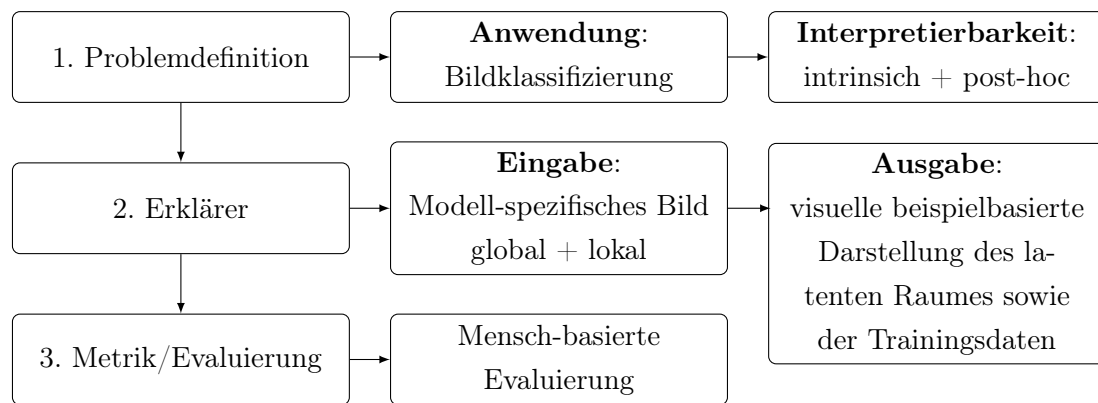 1. Problemdefinition
Anwendung:
Bildklassifizierung
Interpretierbarkeit:
intrinsich + post-hoc
2. Erklärer
Eingabe:
Modell-spezifisches Bild
global + lokal
Ausgabe:
visuelle beispielbasierte
Darstellung des la-
tenten Raumes sowie
der Trainingsdaten
3. Metrik/Evaluierung
Mensch-basierte
Evaluierung